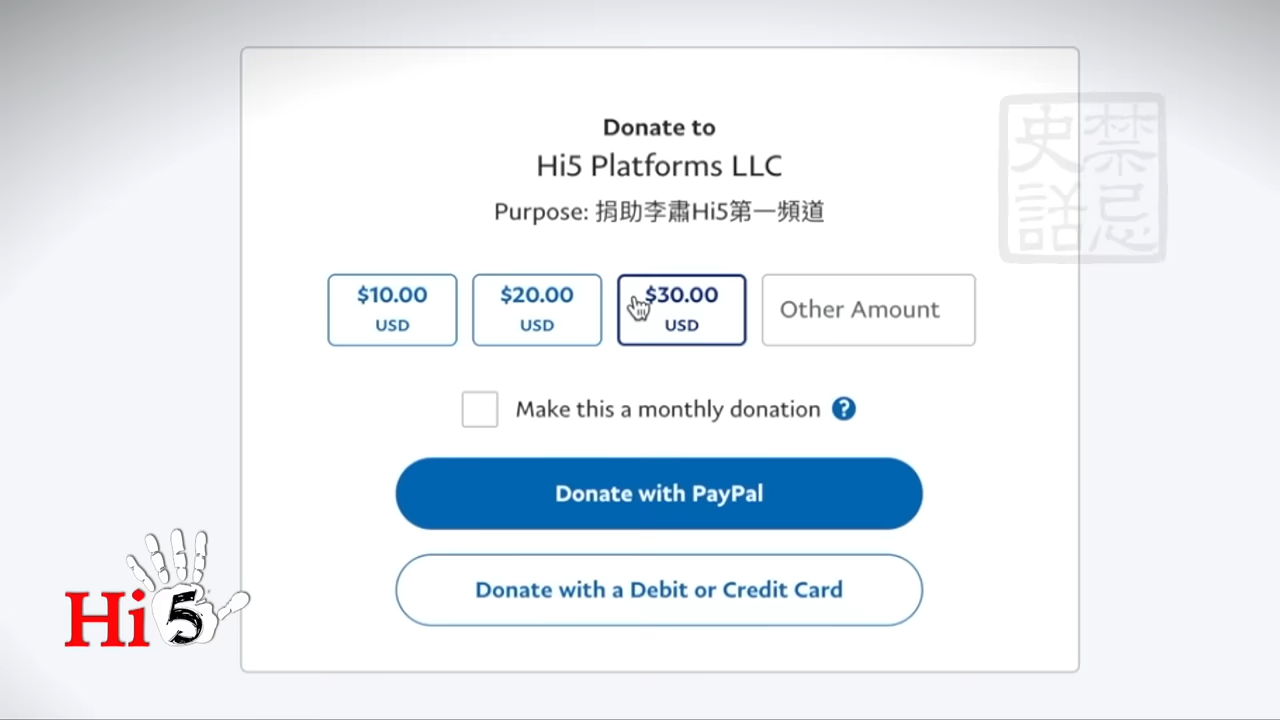 Donate to
Hi5 Platforms LLC
Purpose: 捐助李肅Hi5第一頻道
$10.00
USD
$20.00
USD
$30.00
USD
Other Amount
Make this a monthly donation ?
Donate with PayPal
Donate with a Debit or Credit Card
Hi5
禁忌
史話